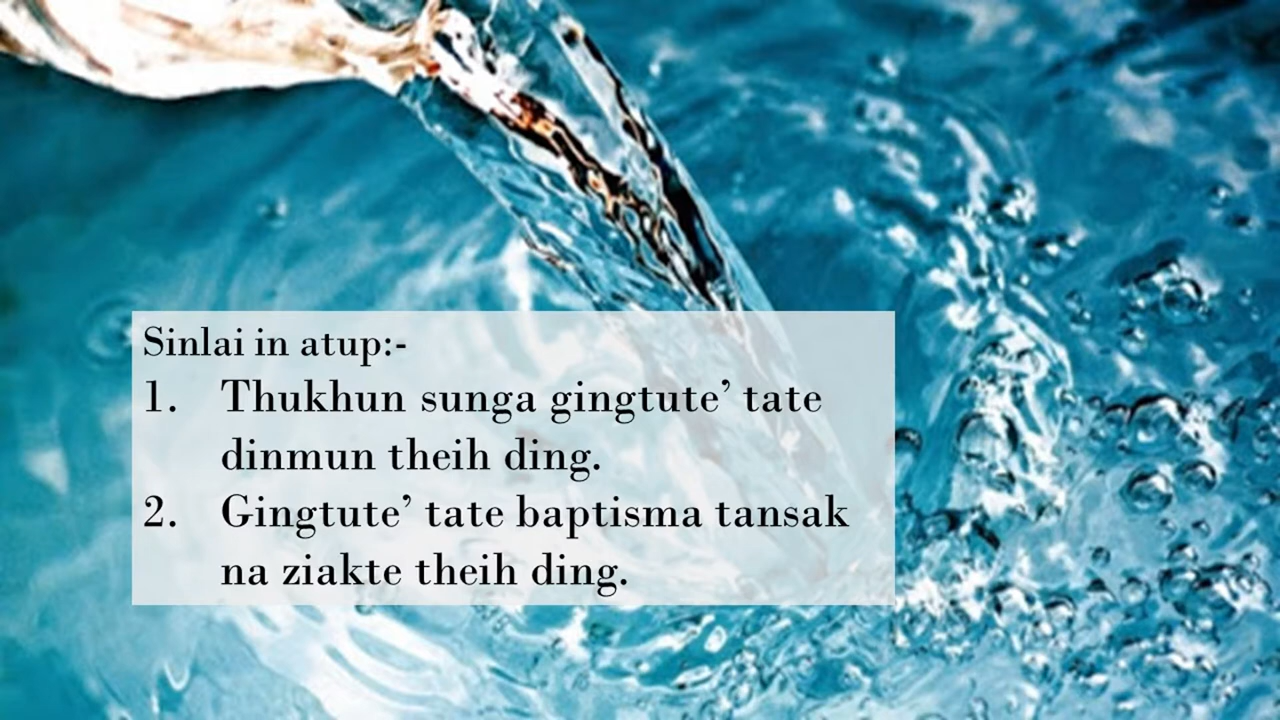 Sinlai in atup:-
1. Thukhun sunga gingtute’ tate
dinmun theih ding.
2. Gingtute’ tate baptisma tansak
na ziakte theih ding.